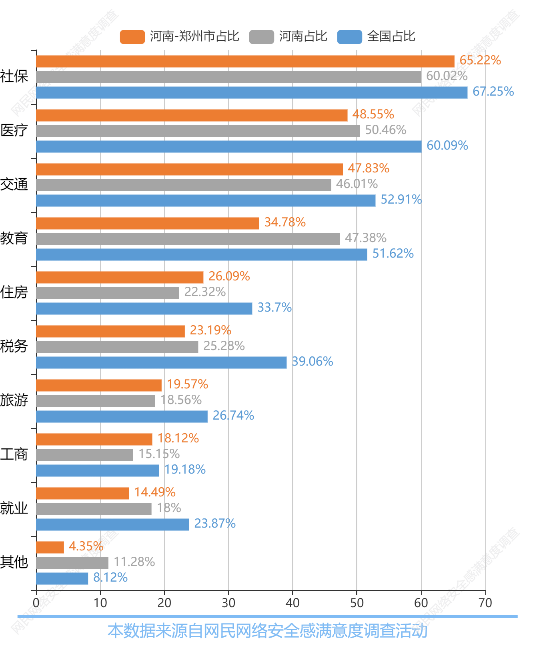 河南-郑州市占比 河南占比 全国占比
社保 65.22% 60.02% 67.25%
医疗 48.55% 50.46% 60.09%
交通 47.83% 46.01% 52.91%
教育 34.78% 47.38% 51.62%
住房 26.09% 22.32% 33.7%
税务 23.19% 25.28% 39.06%
旅游 19.57% 18.56% 26.74%
工商 18.12% 15.15% 19.18%
就业 14.49% 18% 23.87%
其他 4.35% 11.28% 8.12%
0 10 20 30 40 50 60 70
本数据来源自网民网络安全感满意度调查活动